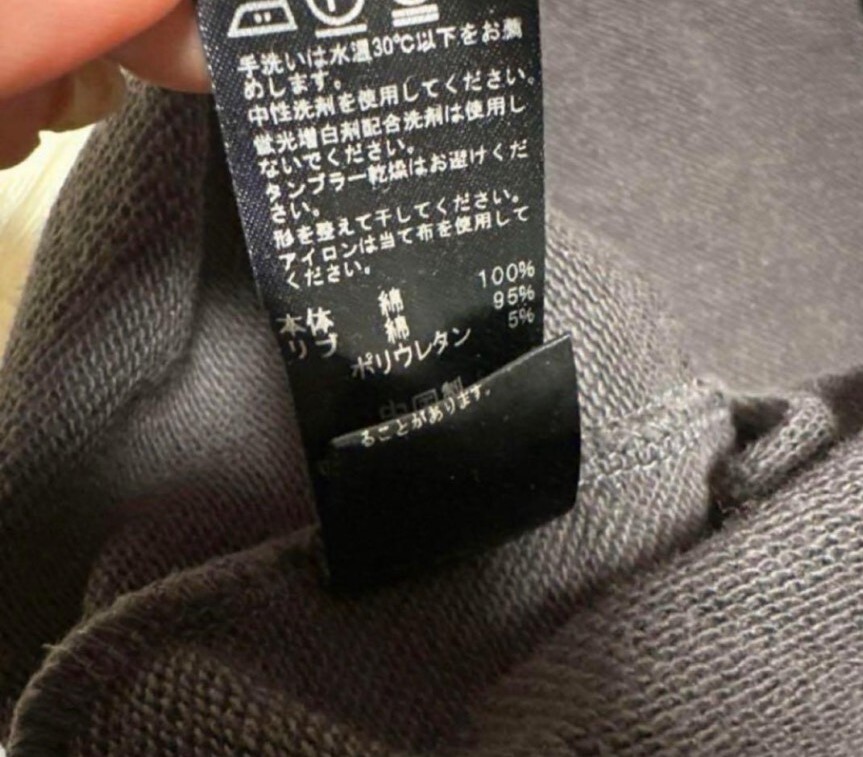 手洗いは水温30℃以下をお薦
めします。
中性洗剤を使用してください。
蛍光増白剤配合洗剤は使用し
ないでください。
タンブラー乾燥はお避けくだ
さい。
形を整えて干してください。
アイロンは当て布を使用して
ください。
本体 綿 100%
リブ 綿 95%
ポリウレタン 5%
中国製
ることがあります。